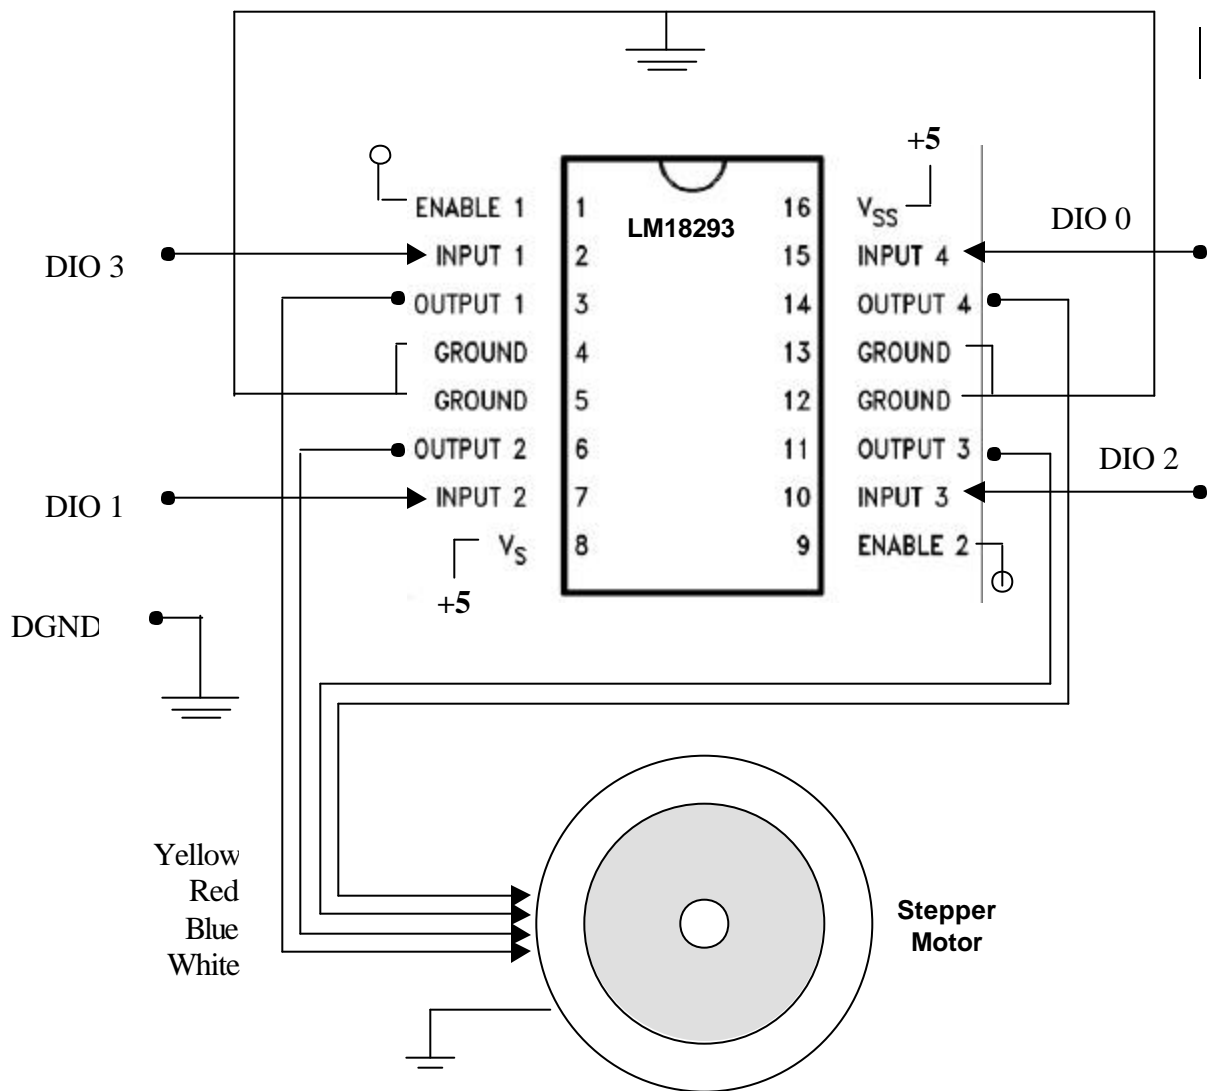 +5
ENABLE 1 1 LM18293 16 VSS
DIO 0
DIO 3 INPUT 1 2 15 INPUT 4
OUTPUT 1 3 14 OUTPUT 4
GROUND 4 13 GROUND
GROUND 5 12 GROUND
OUTPUT 2 6 11 OUTPUT 3
DIO 2
DIO 1 INPUT 2 7 10 INPUT 3
VS 8 9 ENABLE 2
+5
DGND
Yellow
Red
Blue
White
Stepper
Motor